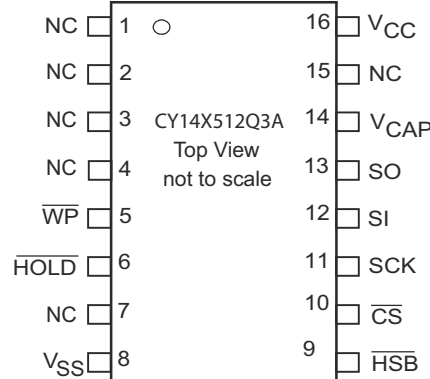 NC 1 16 VCC
NC 2 15 NC
NC 3 CY14X512Q3A 14 VCAP
Top View
NC 4 not to scale 13 SO
WP 5 12 SI
HOLD 6 11 SCK
NC 7 10 CS
VSS 8 9 HSB